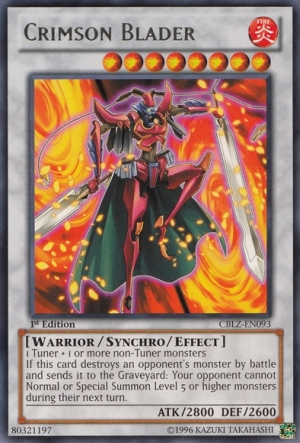 CRIMSON BLADER
FIRE
炎
1st Edition
CBLZ-EN093
[WARRIOR/SYNCHRO/EFFECT]
1 Tuner + 1 or more non-Tuner monsters
If this card destroys an opponent's monster by battle
and sends it to the Graveyard: Your opponent cannot
Normal or Special Summon Level 5 or higher monsters
during their next turn.
ATK/2800 DEF/2600
80321197
©1996 KAZUKI TAKAHASHI